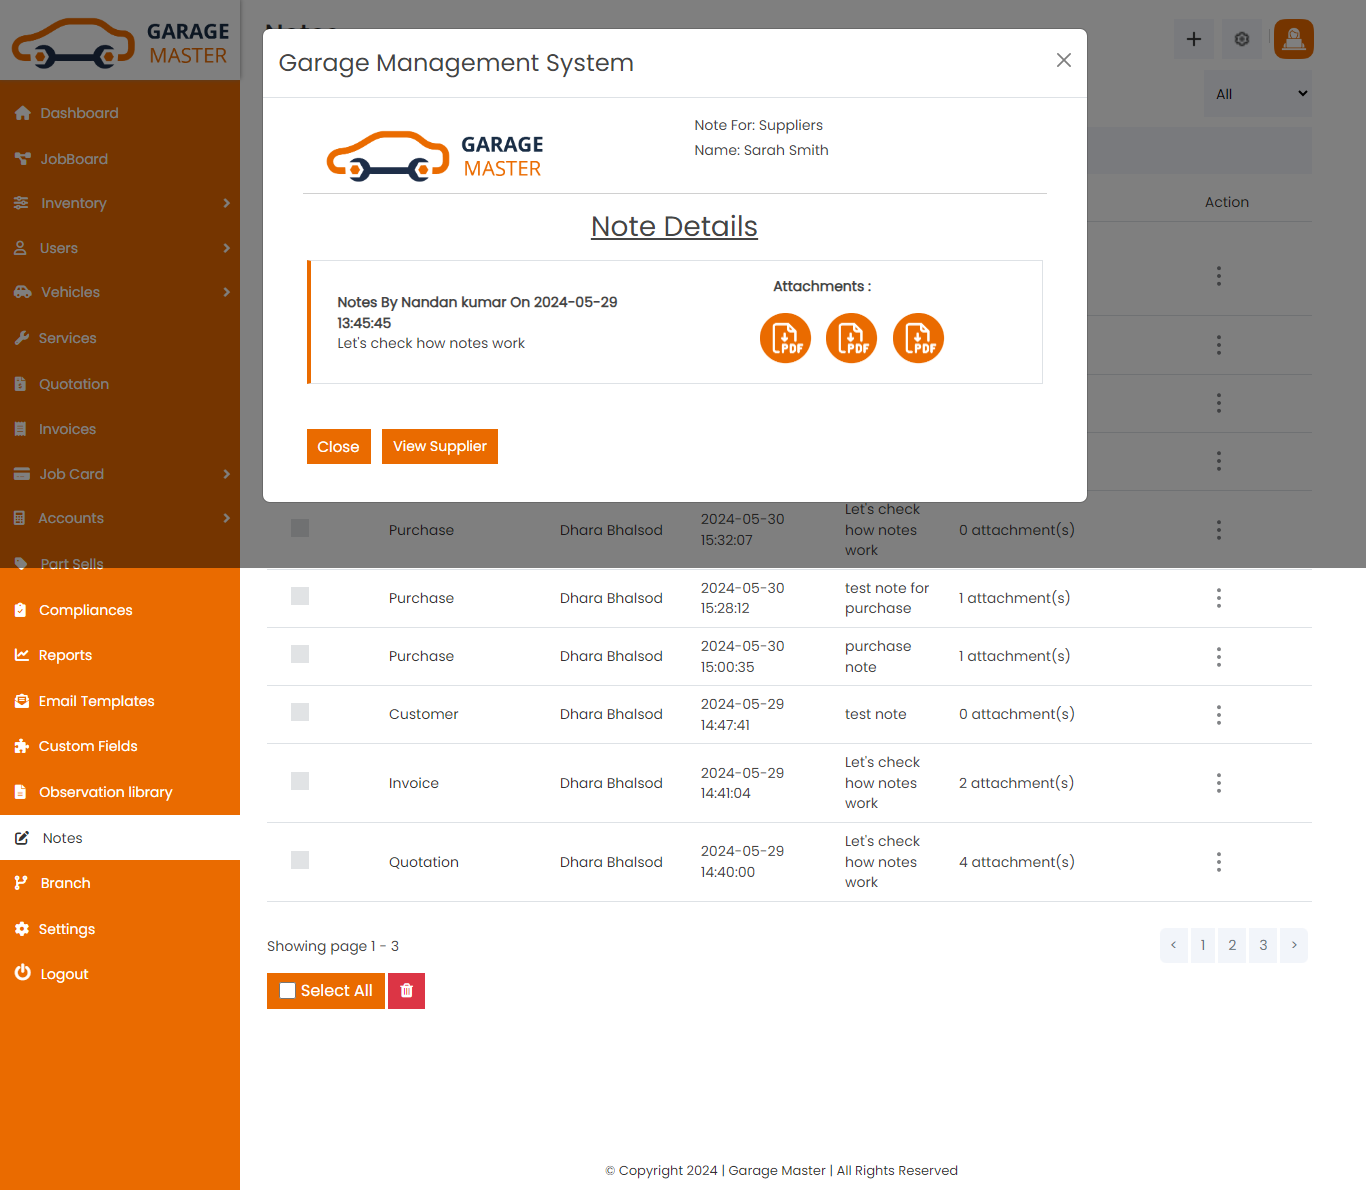 GARAGE
MASTER
Dashboard
JobBoard
Inventory
Users
Vehicles
Services
Quotation
Invoices
Job Card
Accounts
Part Sells
Compliances
Reports
Email Templates
Custom Fields
Observation library
Notes
Branch
Settings
Logout
Notes
All
Action
Garage Management System
GARAGE
MASTER
Note For: Suppliers
Name: Sarah Smith
Note Details
Notes By Nandan kumar On 2024-05-29
13:45:45
Let's check how notes work
Attachments :
PDF PDF PDF
Close View Supplier
Purchase Dhara Bhalsod 2024-05-30 15:32:07 Let's check how notes work 0 attachment(s)
Purchase Dhara Bhalsod 2024-05-30 15:28:12 test note for purchase 1 attachment(s)
Purchase Dhara Bhalsod 2024-05-30 15:00:35 purchase note 1 attachment(s)
Customer Dhara Bhalsod 2024-05-29 14:47:41 test note 0 attachment(s)
Invoice Dhara Bhalsod 2024-05-29 14:41:04 Let's check how notes work 2 attachment(s)
Quotation Dhara Bhalsod 2024-05-29 14:40:00 Let's check how notes work 4 attachment(s)
Showing page 1 - 3
< 1 2 3 >
Select All
© Copyright 2024 | Garage Master | All Rights Reserved